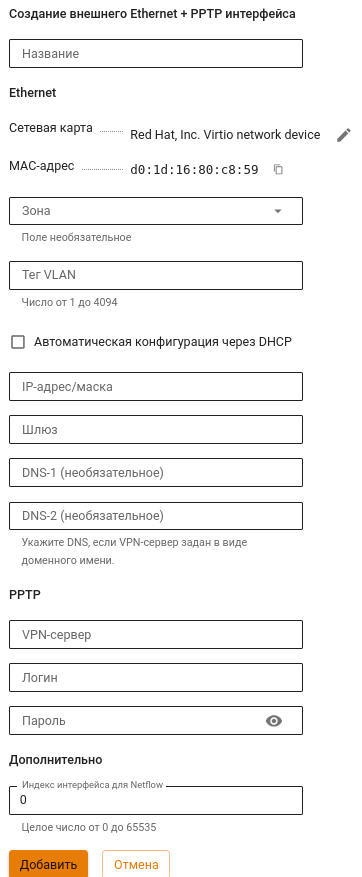 Создание внешнего Ethernet + PPTP интерфейса
Название
Ethernet
Сетевая карта
Red Hat, Inc. Virtio network device
MAC-адрес
d0:1d:16:80:c8:59
Зона
Поле необязательное
Тег VLAN
Число от 1 до 4094
Автоматическая конфигурация через DHCP
IP-адрес/маска
Шлюз
DNS-1 (необязательное)
DNS-2 (необязательное)
Укажите DNS, если VPN-сервер задан в виде
доменного имени.
PPTP
VPN-сервер
Логин
Пароль
Дополнительно
Индекс интерфейса для Netflow
0
Целое число от 0 до 65535
Добавить
Отмена